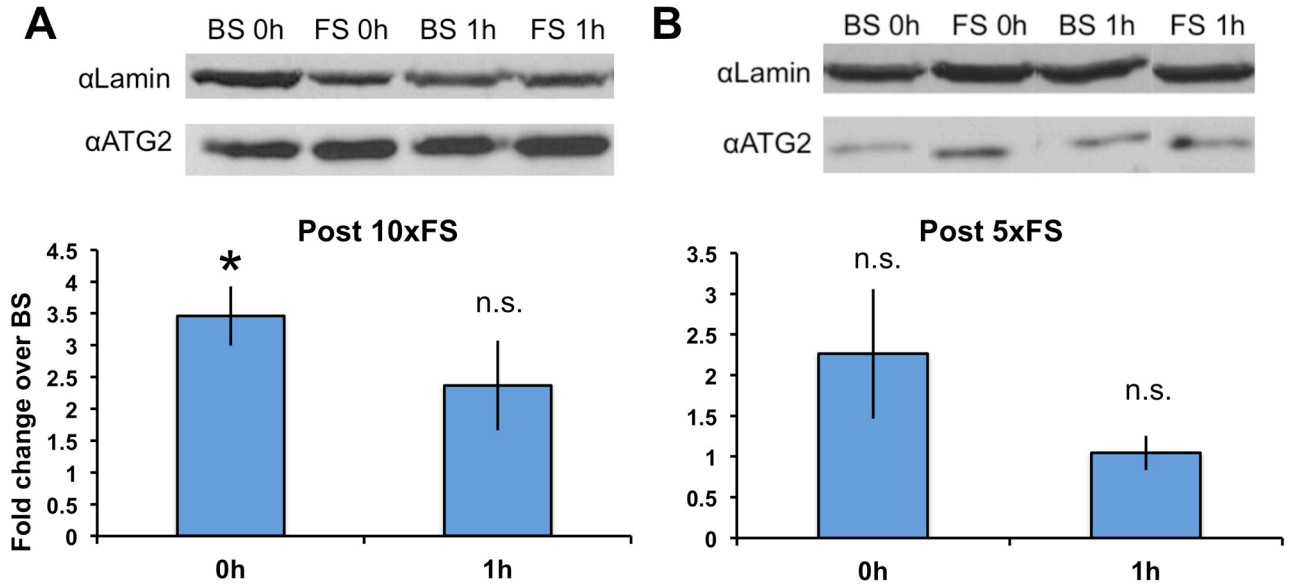 A
BS 0h FS 0h BS 1h FS 1h
αLamin
αATG2
Post 10xFS
Fold change over BS
4.5
4
3.5
3
2.5
2
1.5
1
0.5
0
*
n.s.
0h 1h
B
BS 0h FS 0h BS 1h FS 1h
αLamin
αATG2
Post 5xFS
3.5
3
2.5
2
1.5
1
0.5
0
n.s.
n.s.
0h 1h